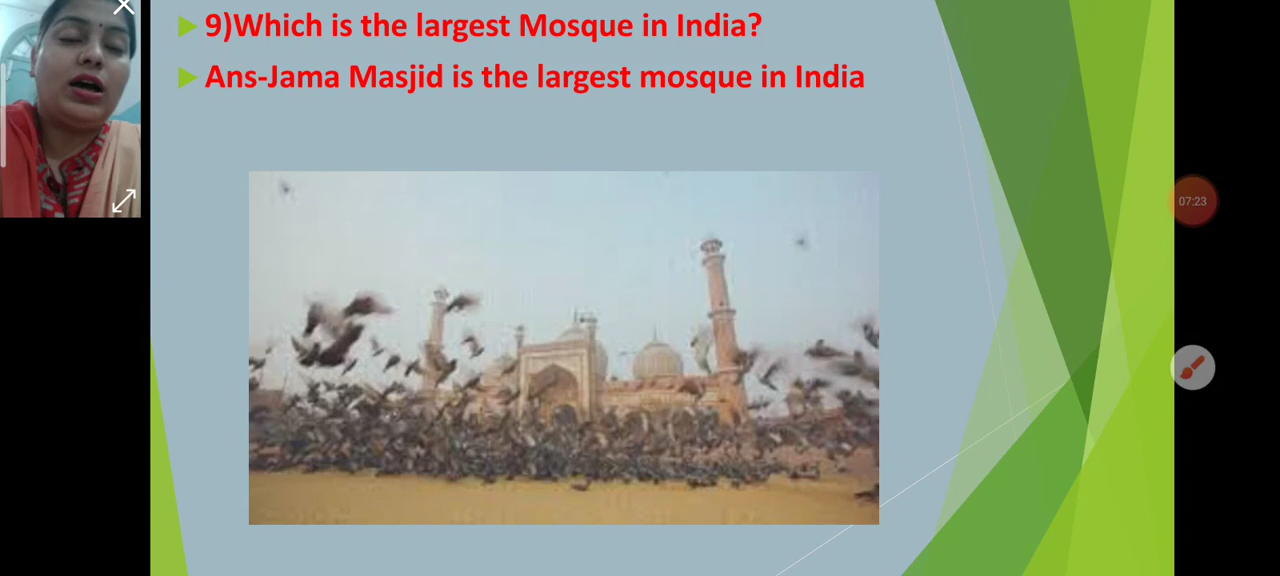 9)Which is the largest Mosque in India?
Ans-Jama Masjid is the largest mosque in India
07:23